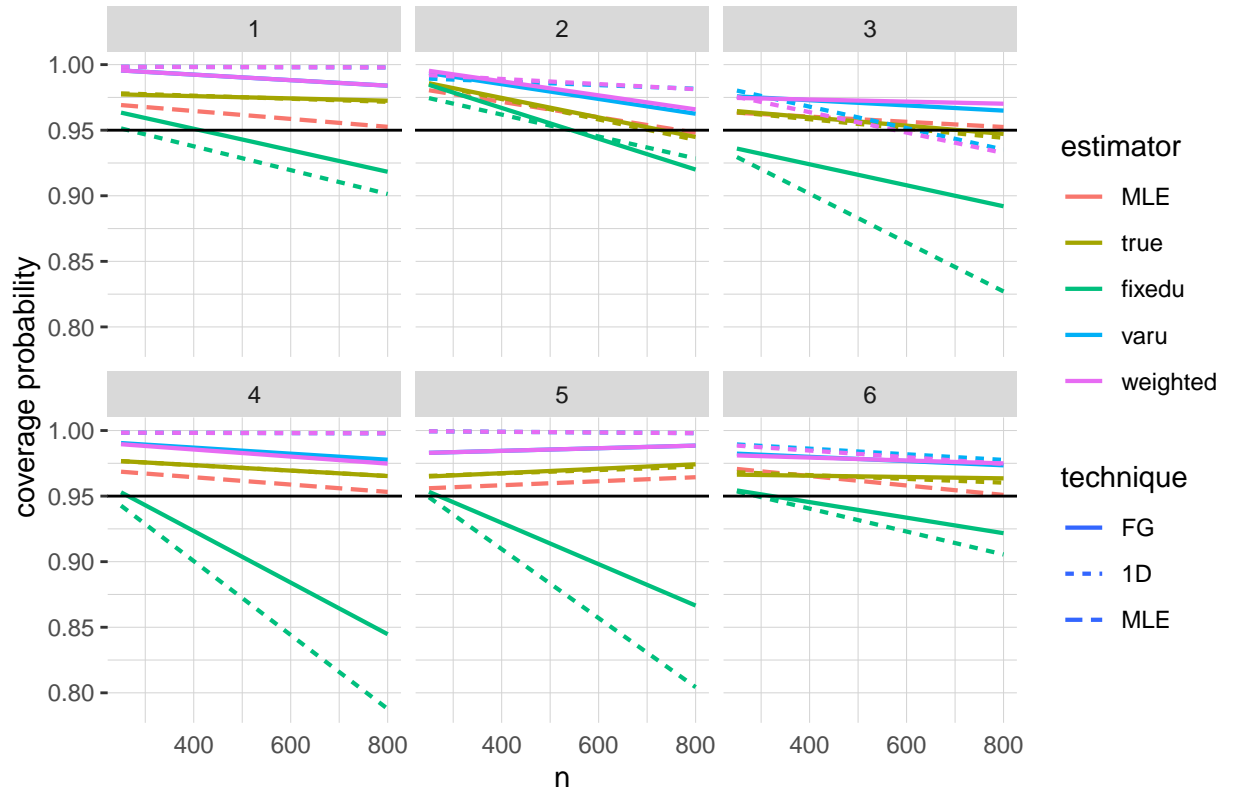 1 2 3
1.00
0.95
0.90
0.85
0.80
4 5 6
1.00
0.95
0.90
0.85
0.80
400 600 800 400 600 800 400 600 800
n
coverage probability
estimator
MLE
true
fixedu
varu
weighted
technique
FG
1D
MLE